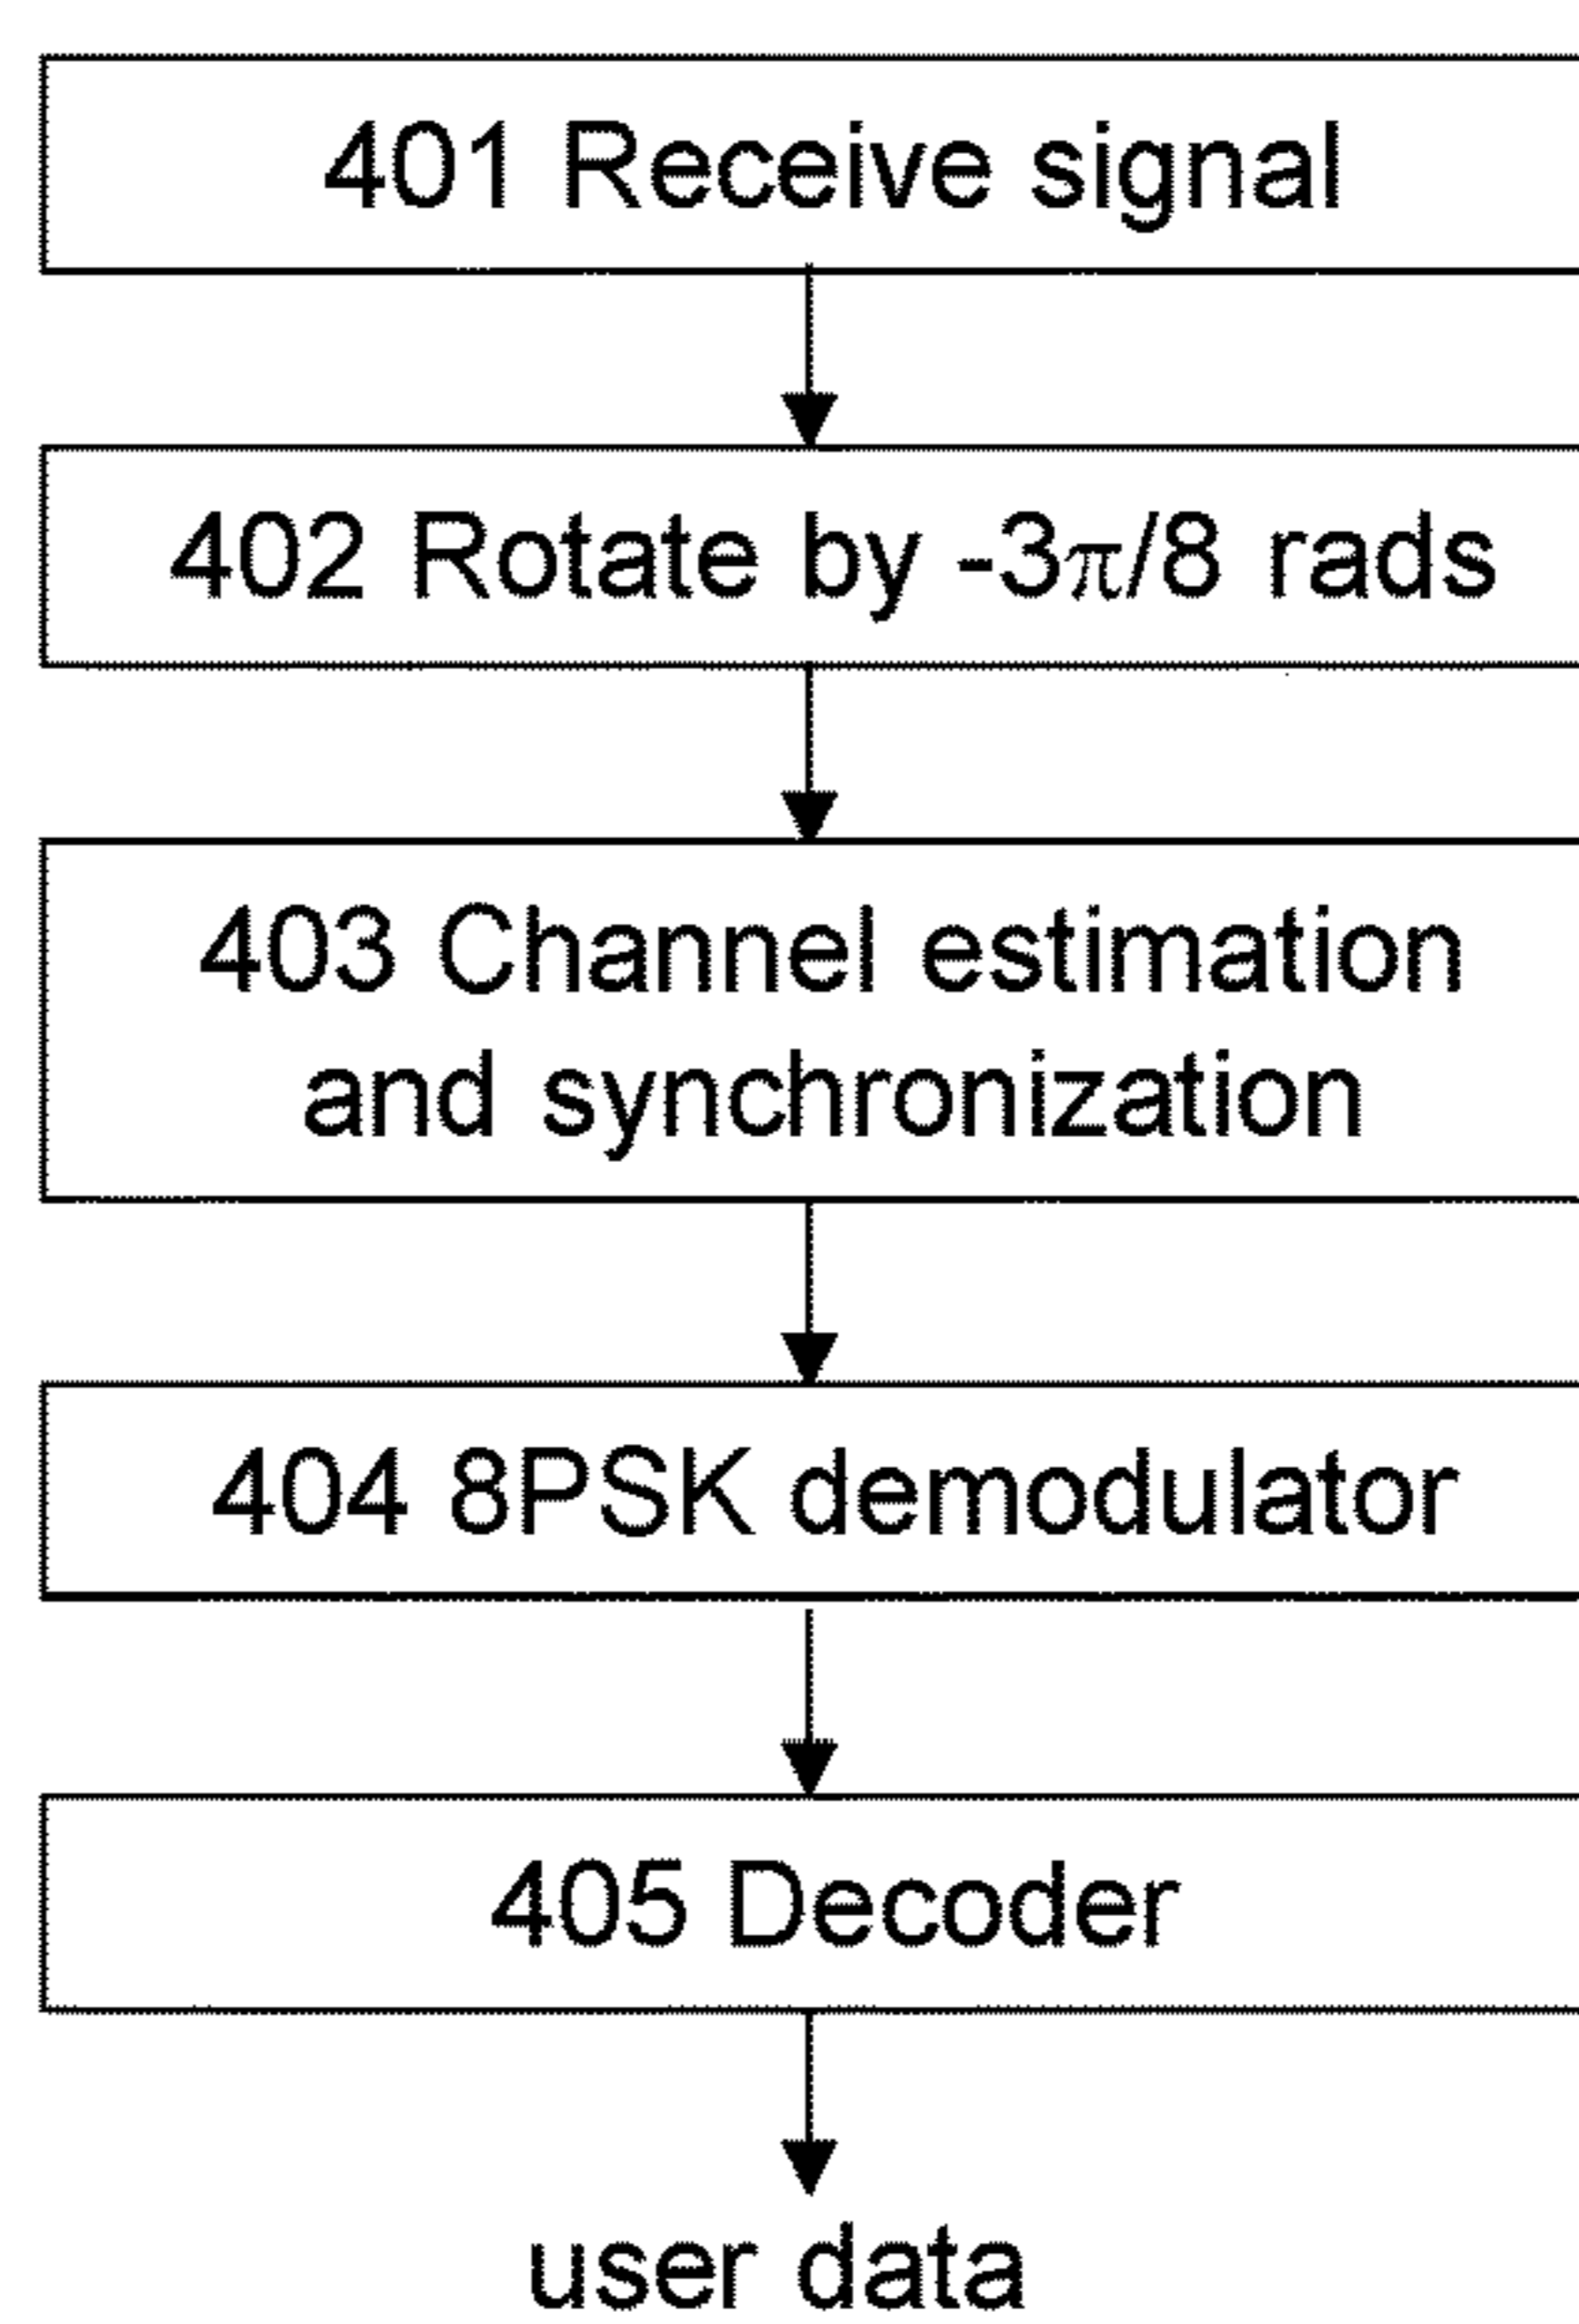 401 Receive signal
402 Rotate by -3π/8 rads
403 Channel estimation
and synchronization
404 8PSK demodulator
405 Decoder
user data